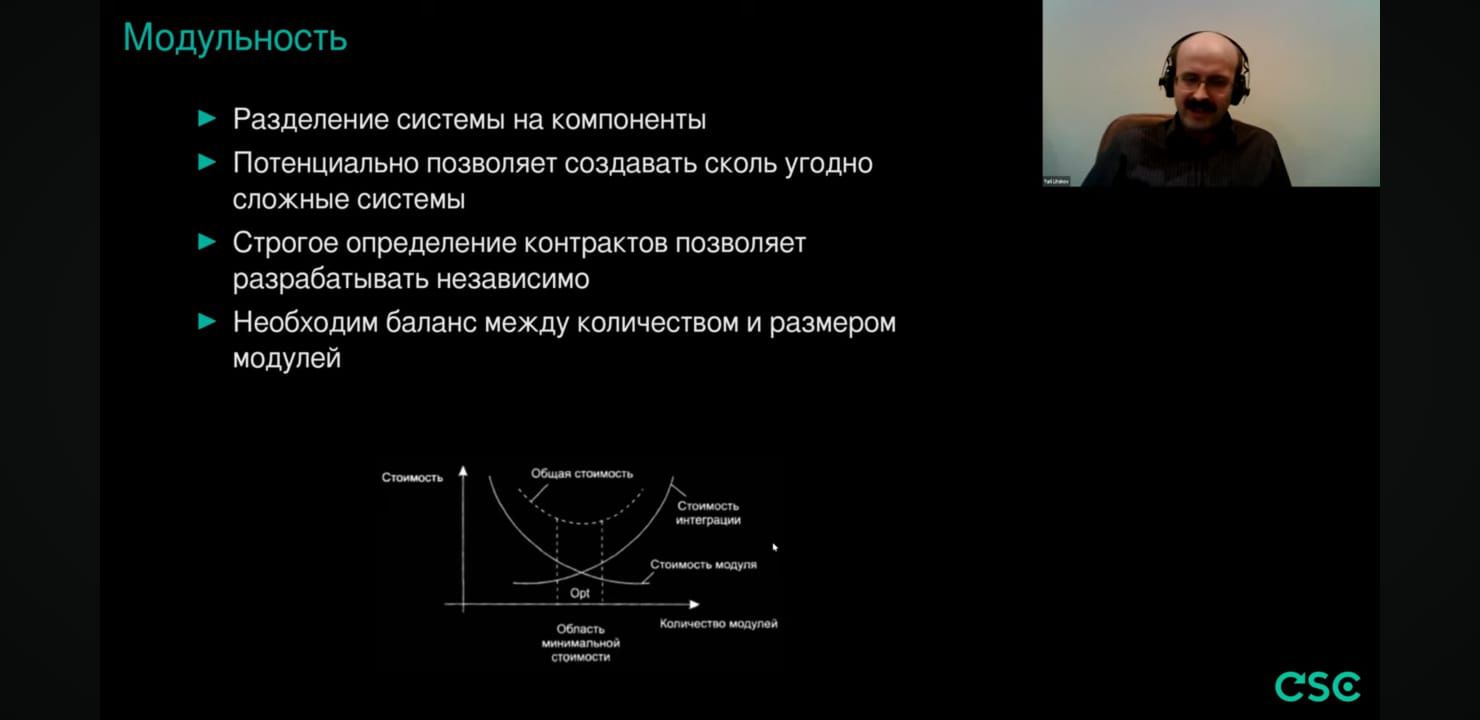 Модульность
Разделение системы на компоненты
Потенциально позволяет создавать сколь угодно
сложные системы
Строгое определение контрактов позволяет
разрабатывать независимо
Необходим баланс между количеством и размером
модулей
Стоимость
Общая стоимость
Стоимость
интеграции
Стоимость модуля
Opt
Количество модулей
Область
минимальной
стоимости
CSC